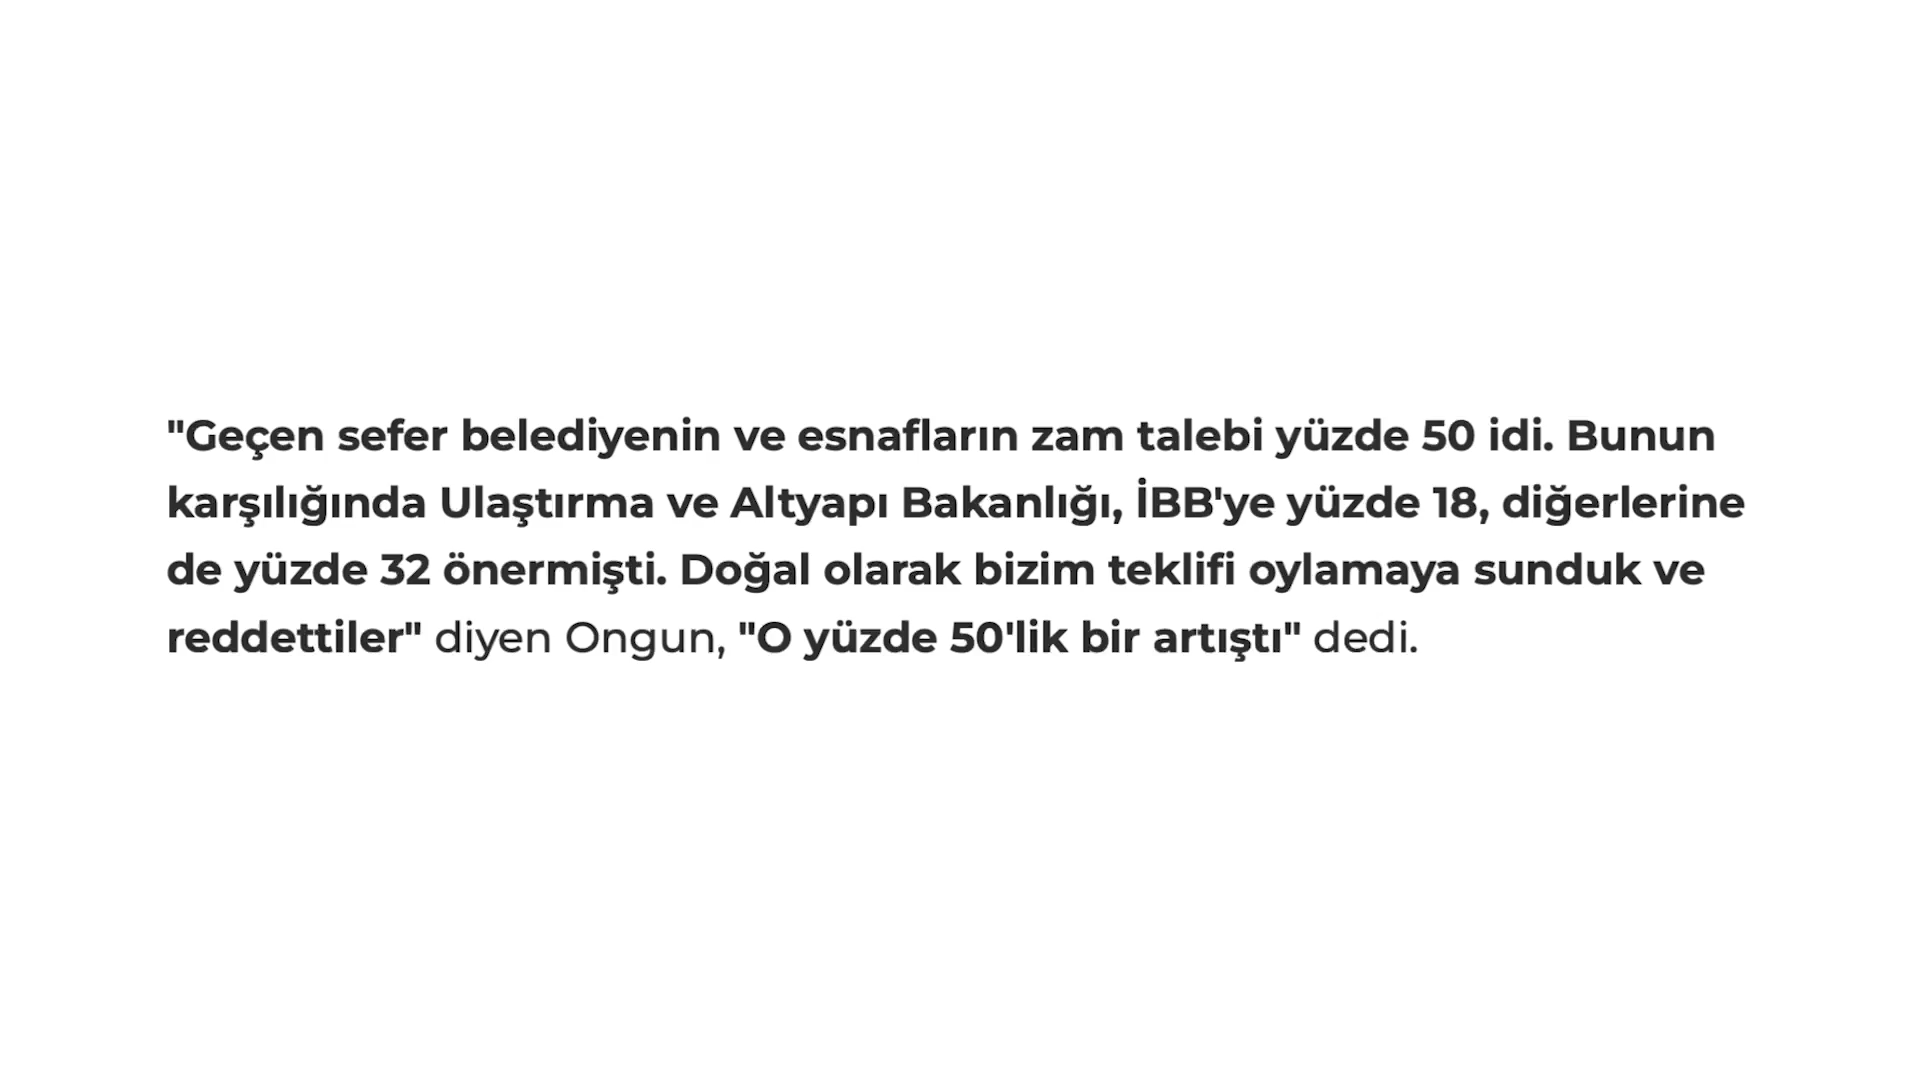 "Geçen sefer belediyenin ve esnafların zam talebi yüzde 50 idi. Bunun
karşılığında Ulaştırma ve Altyapı Bakanlığı, İBB'ye yüzde 18, diğerlerine
de yüzde 32 önermişti. Doğal olarak bizim teklifi oylamaya sunduk ve
reddettiler" diyen Ongun, "O yüzde 50'lik bir artıştı" dedi.